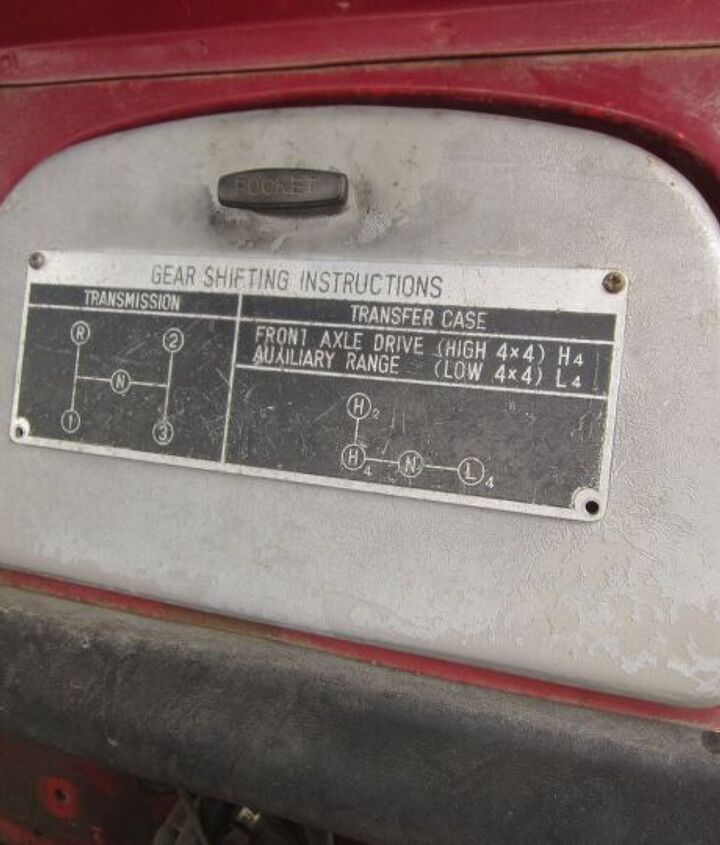 POCKET
GEAR SHIFTING INSTRUCTIONS
TRANSMISSION
TRANSFER CASE
FRONT AXLE DRIVE (HIGH 4×4) H4
AUXILIARY RANGE (LOW 4×4) L4
R 2
N
1 3
H2
H4 N L4